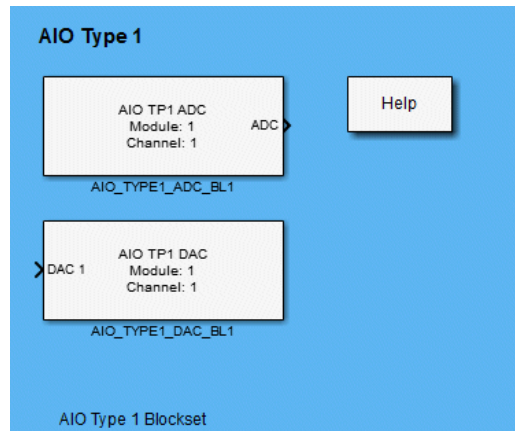 AIO Type 1
AIO TP1 ADC
Module: 1
Channel: 1
ADC
AIO_TYPE1_ADC_BL1
Help
AIO TP1 DAC
Module: 1
Channel: 1
DAC 1
AIO_TYPE1_DAC_BL1
AIO Type 1 Blockset